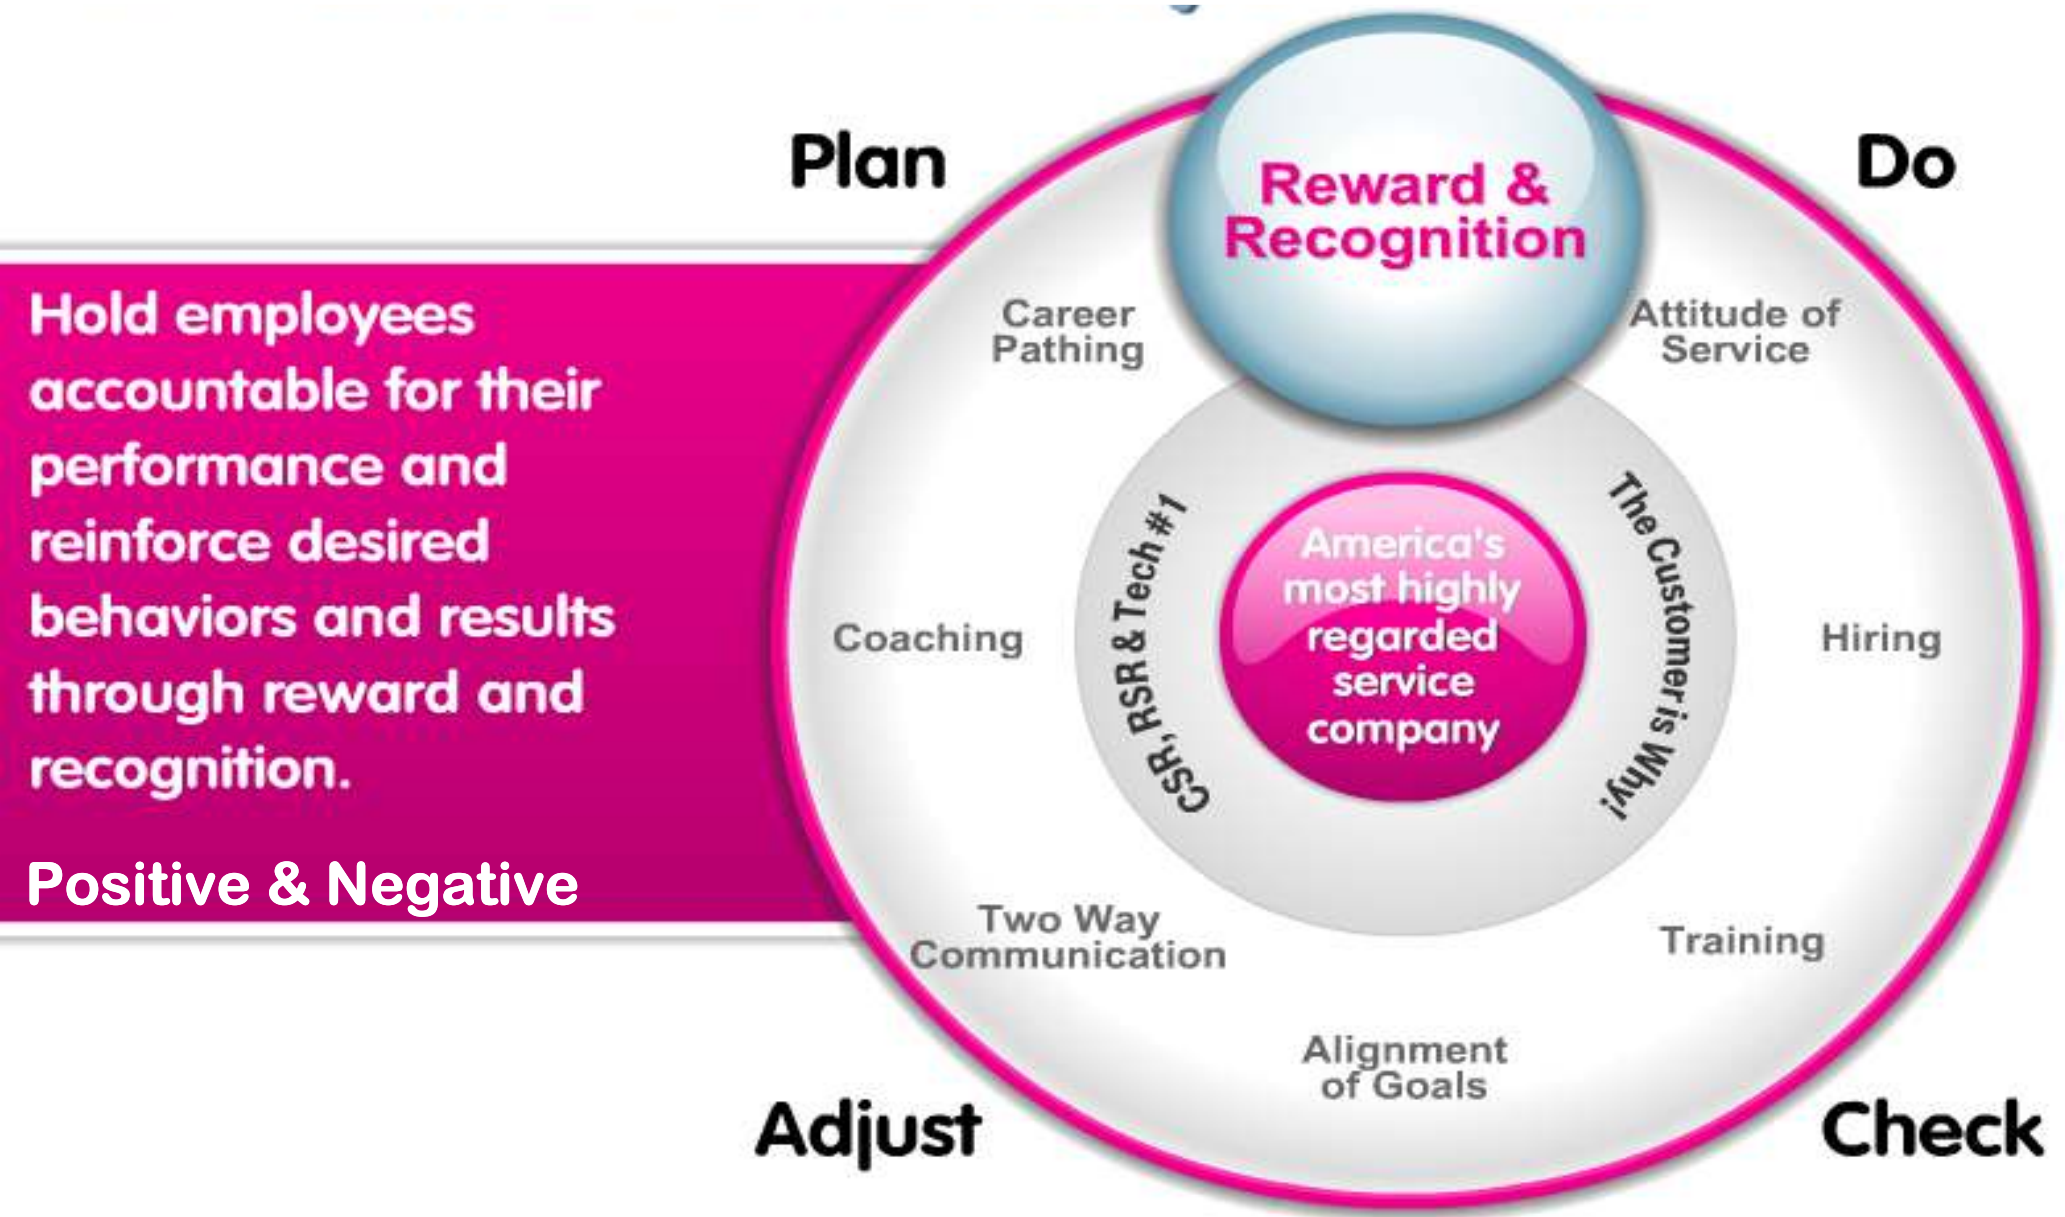 Plan
Do
Reward &
Recognition
Hold employees
accountable for their
performance and
reinforce desired
behaviors and results
through reward and
recognition.
Positive & Negative
Career
Pathing
Attitude of
Service
CSR, RSR & Tech #1
The Customer is Why!
America's
most highly
regarded
service
company
Coaching
Hiring
Two Way
Communication
Training
Alignment
of Goals
Adjust
Check